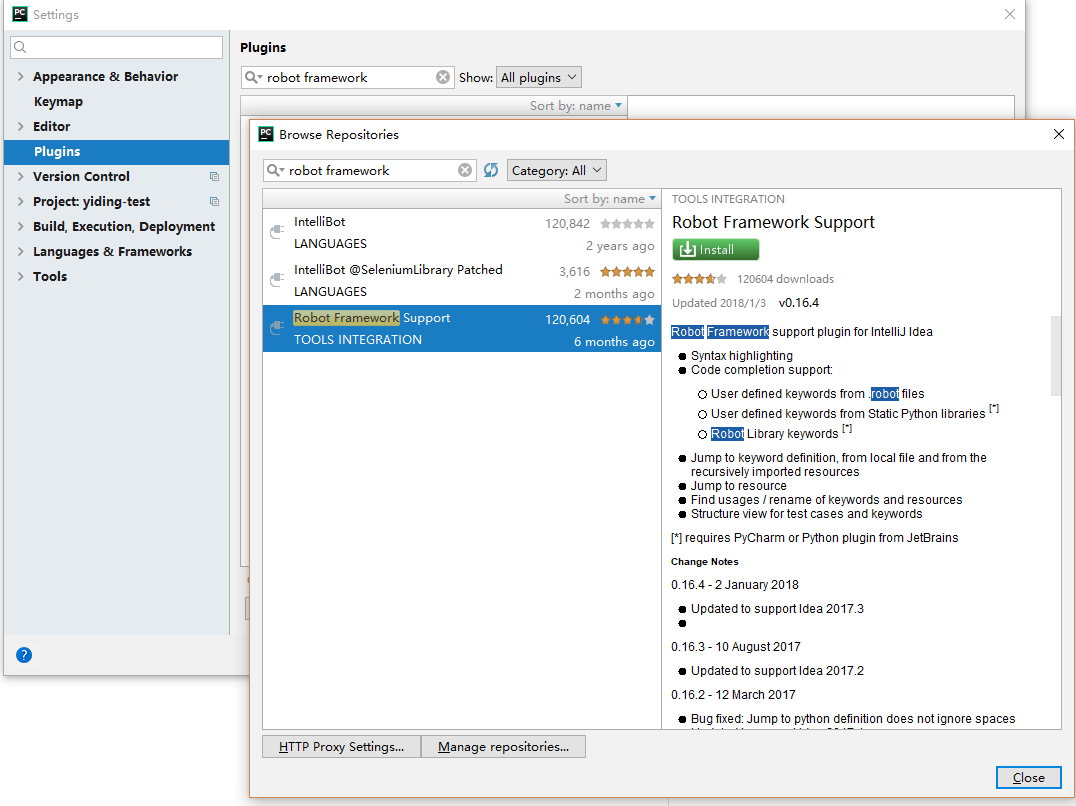 PC Settings
Plugins
robot framework Show: All plugins
Sort by: name
Appearance & Behavior
Keymap
Editor
Plugins
Version Control
Project: yiding-test
Build, Execution, Deployment
Languages & Frameworks
Tools
?
PC Browse Repositories
robot framework Category: All
Sort by: name
IntelliBot 120,842
LANGUAGES 2 years ago
IntelliBot @SeleniumLibrary Patched 3,616
LANGUAGES 2 months ago
Robot Framework Support 120,604
TOOLS INTEGRATION 6 months ago
TOOLS INTEGRATION
Robot Framework Support
Install
120604 downloads
Updated 2018/1/3 v0.16.4
Robot Framework support plugin for IntelliJ Idea
Syntax highlighting
Code completion support:
User defined keywords from .robot files
User defined keywords from Static Python libraries [*]
Robot Library keywords [*]
Jump to keyword definition, from local file and from the
recursively imported resources
Jump to resource
Find usages / rename of keywords and resources
Structure view for test cases and keywords
[*] requires PyCharm or Python plugin from JetBrains
Change Notes
0.16.4 - 2 January 2018
Updated to support Idea 2017.3
0.16.3 - 10 August 2017
Updated to support Idea 2017.2
0.16.2 - 12 March 2017
Bug fixed: Jump to python definition does not ignore spaces
HTTP Proxy Settings... Manage repositories...
Close